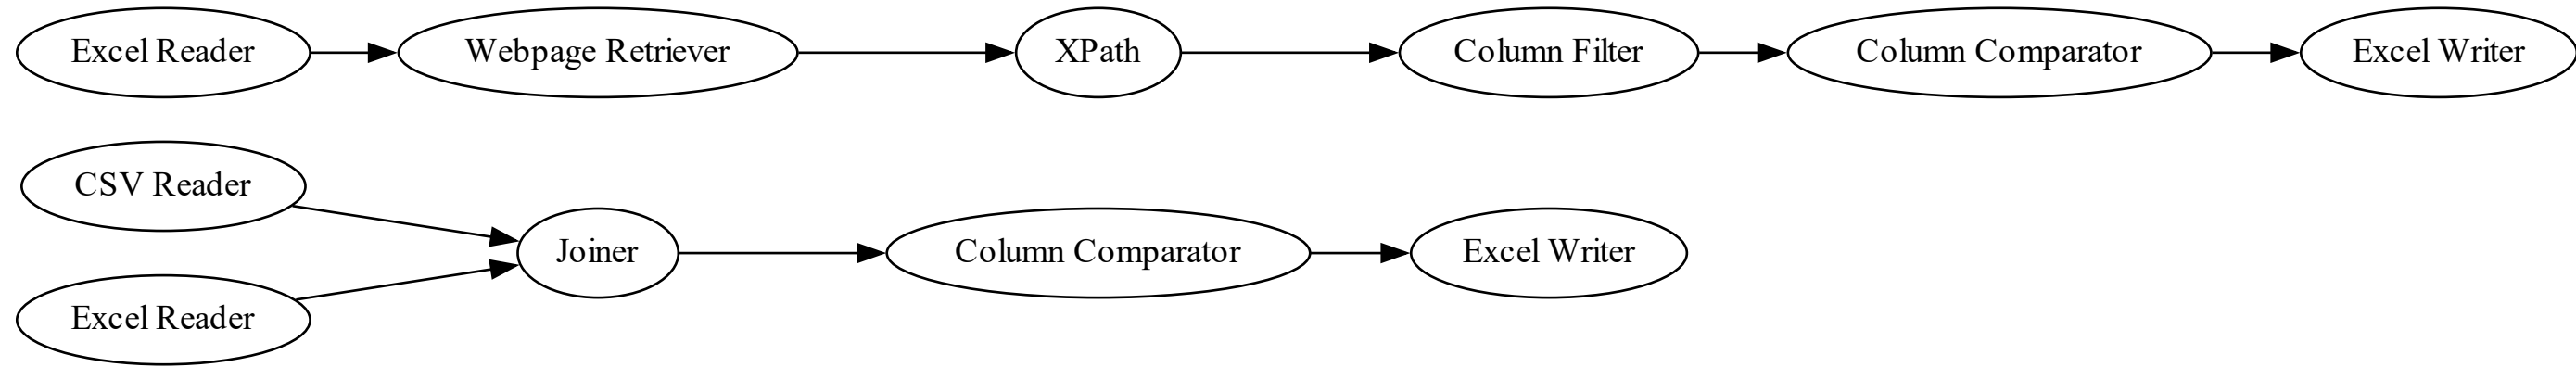 Excel Reader
Webpage Retriever
XPath
Column Filter
Column Comparator
Excel Writer
CSV Reader
Joiner
Column Comparator
Excel Writer
Excel Reader